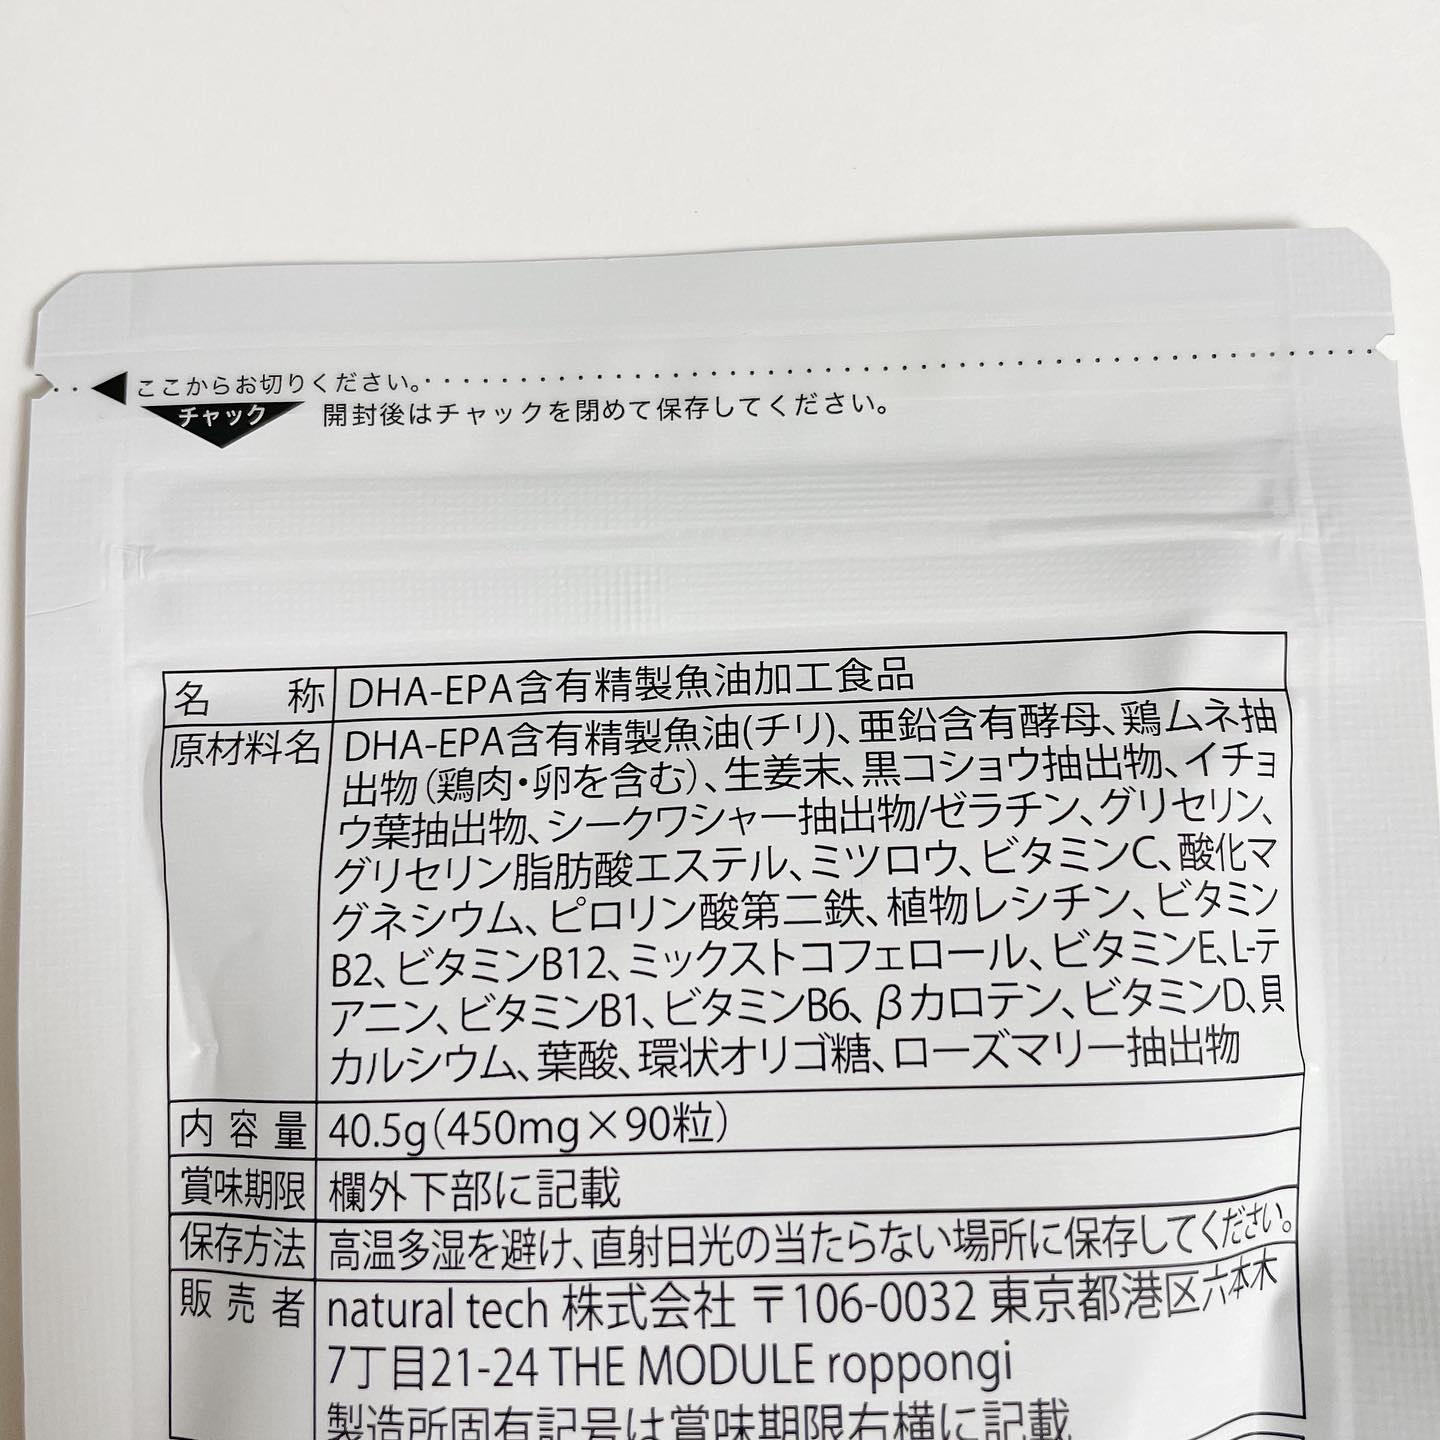 ここからお切りください。
チャック 開封後はチャックを閉めて保存してください。
名称 DHA-EPA含有精製魚油加工食品
原材料名 DHA-EPA含有精製魚油(チリ)、亜鉛含有酵母、鶏ムネ抽
出物(鶏肉・卵を含む)、生姜末、黒コショウ抽出物、イチョ
ウ葉抽出物、シークワシャー抽出物/ゼラチン、グリセリン、
グリセリン脂肪酸エステル、ミツロウ、ビタミンC、酸化マ
グネシウム、ピロリン酸第二鉄、植物レシチン、ビタミン
B2、ビタミンB12、ミックストコフェロール、ビタミンE、L-テ
アニン、ビタミンB1、ビタミンB6、βカロテン、ビタミンD、貝
カルシウム、葉酸、環状オリゴ糖、ローズマリー抽出物
内容量 40.5g(450mg×90粒)
賞味期限 欄外下部に記載
保存方法 高温多湿を避け、直射日光の当たらない場所に保存してください。
販売者 natural tech 株式会社 〒106-0032 東京都港区六本木
7丁目21-24 THE MODULE roppongi
製造所固有記号は賞味期限右横に記載